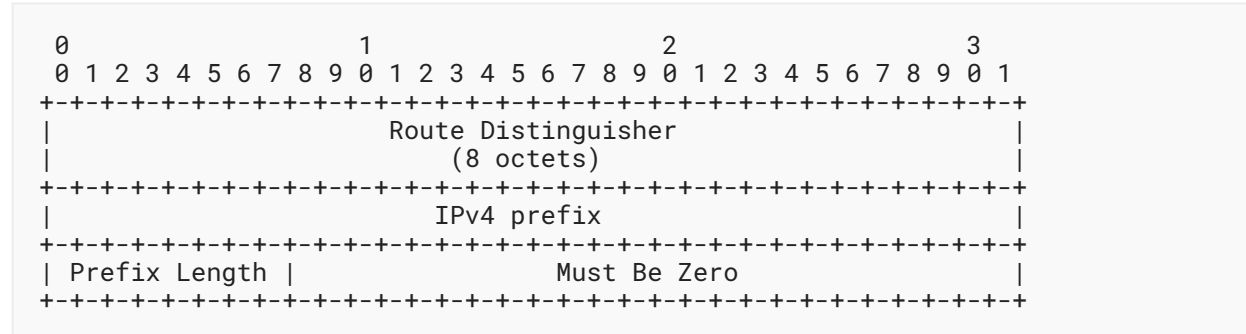 0                   1                   2                   3
 0 1 2 3 4 5 6 7 8 9 0 1 2 3 4 5 6 7 8 9 0 1 2 3 4 5 6 7 8 9 0 1
+-+-+-+-+-+-+-+-+-+-+-+-+-+-+-+-+-+-+-+-+-+-+-+-+-+-+-+-+-+-+-+-+
|                      Route Distinguisher                      |
|                          (8 octets)                           |
+-+-+-+-+-+-+-+-+-+-+-+-+-+-+-+-+-+-+-+-+-+-+-+-+-+-+-+-+-+-+-+-+
|                         IPv4 prefix                           |
+-+-+-+-+-+-+-+-+-+-+-+-+-+-+-+-+-+-+-+-+-+-+-+-+-+-+-+-+-+-+-+-+
| Prefix Length |                 Must Be Zero                  |
+-+-+-+-+-+-+-+-+-+-+-+-+-+-+-+-+-+-+-+-+-+-+-+-+-+-+-+-+-+-+-+-+